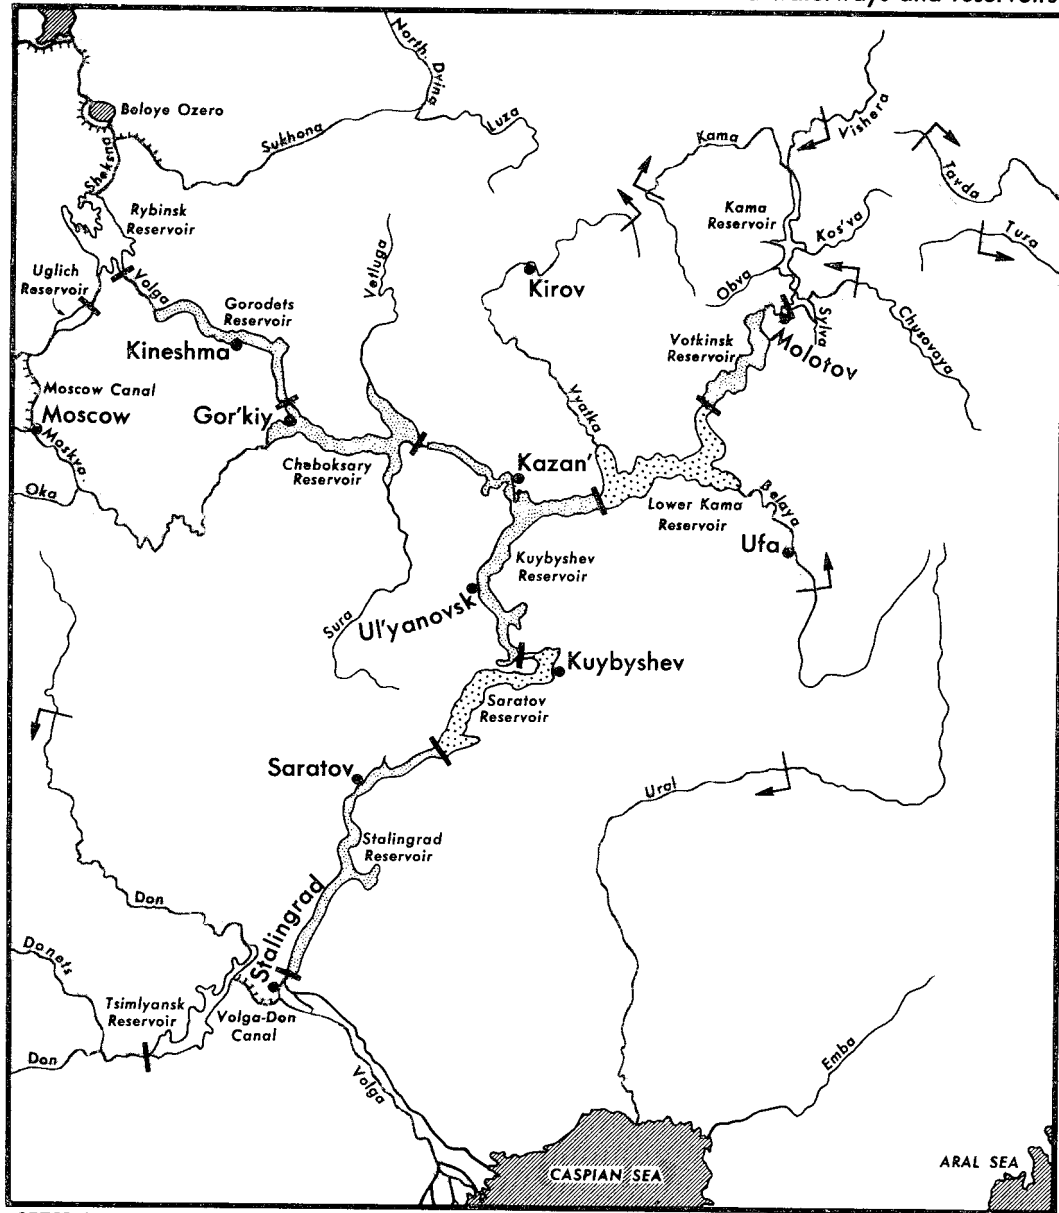 waterways and reservoirs
Beloye Ozero
North. Dvina
Sukhona
Luza
Sheksna
Rybinsk
Reservoir
Uglich
Reservoir
Volga
Gorodets
Reservoir
Kineshma
Vetluga
Kirov
Kama
Vishera
Kama
Reservoir
Kos'va
Obva
Tavda
Tura
Sylva
Chusovaya
Molotov
Votkinsk
Reservoir
Moscow Canal
Moscow
Moskva
Oka
Gor'kiy
Cheboksary
Reservoir
Vyatka
Kazan'
Lower Kama
Reservoir
Belaya
Ufa
Kuybyshev
Reservoir
Ul'yanovsk
Sura
Kuybyshev
Saratov
Reservoir
Saratov
Ural
Stalingrad
Reservoir
Don
Stalingrad
Donets
Tsimlyansk
Reservoir
Volga-Don
Canal
Don
Volga
Emba
CASPIAN SEA
ARAL SEA